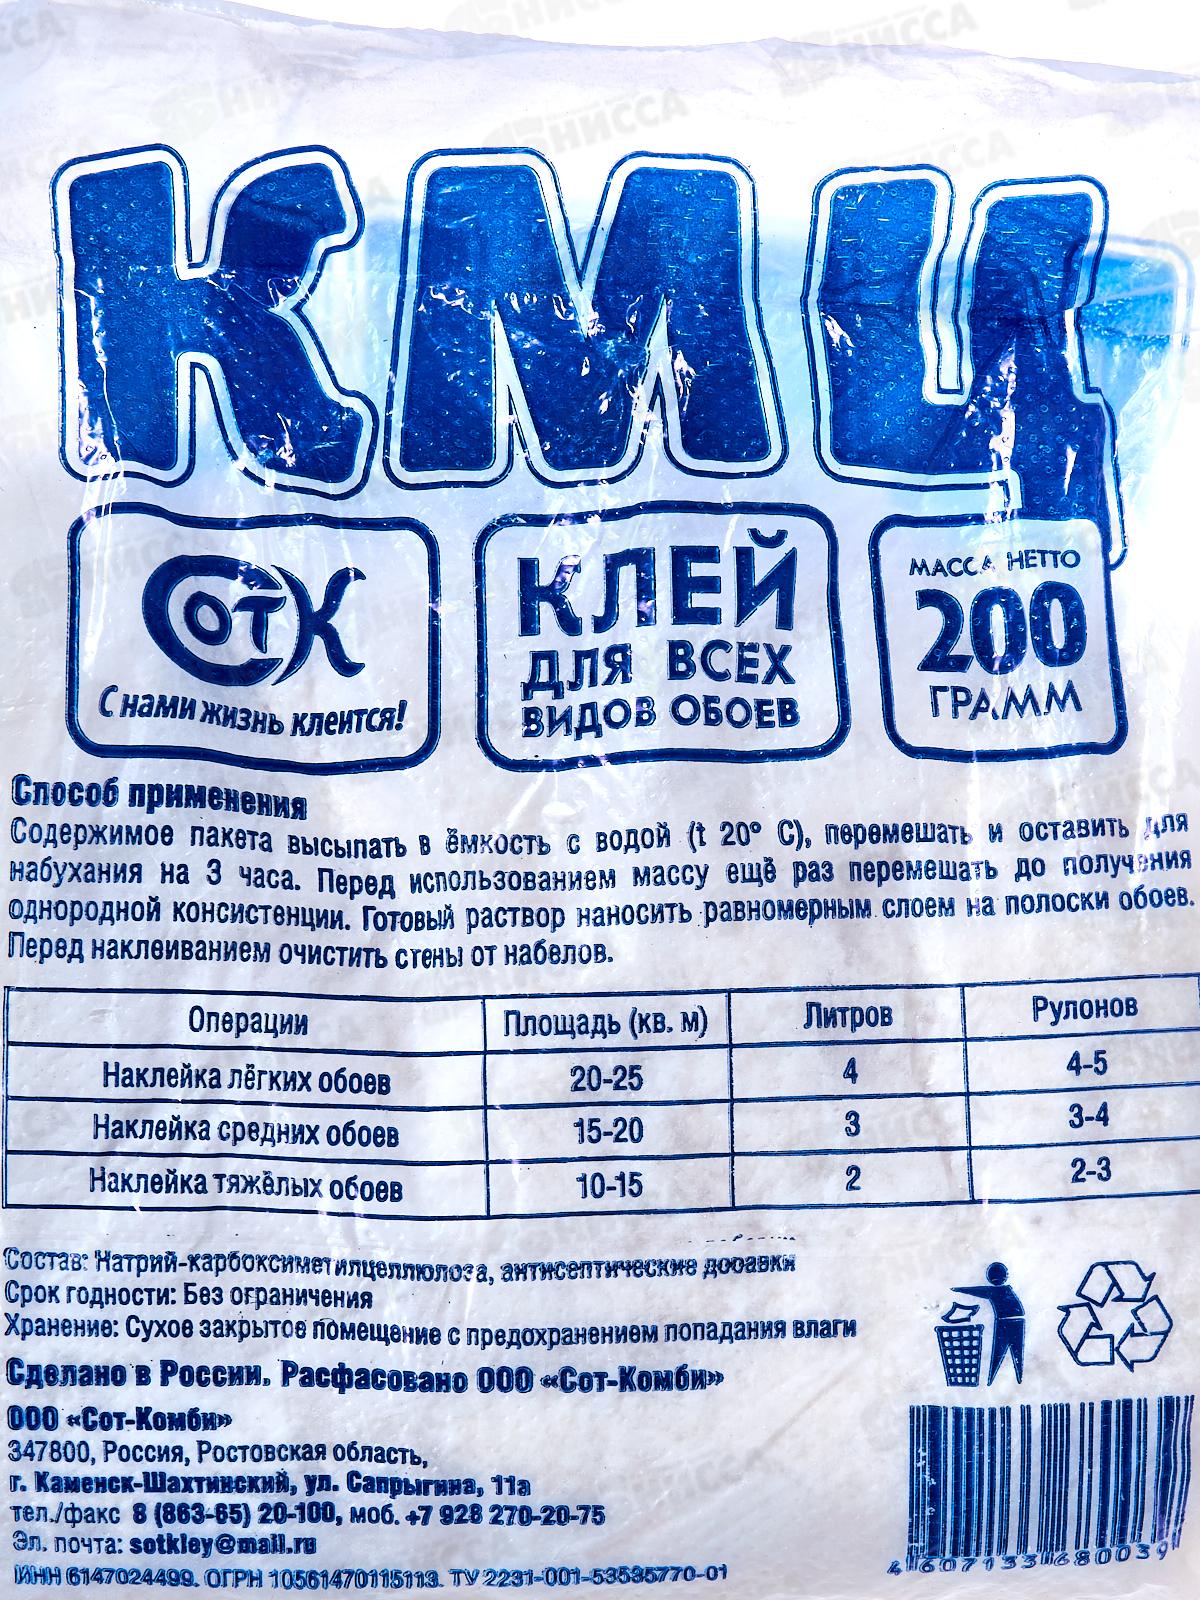 КМЦ
СОТК
С нами жизнь клеится!
КЛЕЙ
ДЛЯ ВСЕХ
ВИДОВ ОБОЕВ
МАССА НЕТТО
200
ГРАММ
Способ применения
Содержимое пакета высыпать в ёмкость с водой (t 20° С), перемешать и оставить для
набухания на 3 часа. Перед использованием массу ещё раз перемешать до получения
однородной консистенции. Готовый раствор наносить равномерным слоем на полоски обоев.
Перед наклеиванием очистить стены от набелов.
Операции Площадь (кв. м) Литров Рулонов
Наклейка лёгких обоев 20-25 4 4-5
Наклейка средних обоев 15-20 3 3-4
Наклейка тяжёлых обоев 10-15 2 2-3
Состав: Натрий-карбоксиметилцеллюлоза, антисептические добавки
Срок годности: Без ограничения
Хранение: Сухое закрытое помещение с предохранением попадания влаги
Сделано в России. Расфасовано ООО «Сот-Комби»
ООО «Сот-Комби»
347800, Россия, Ростовская область,
г. Каменск-Шахтинский, ул. Сапрыгина, 11а
тел./факс 8 (863-65) 20-100, моб. +7 928 270-20-75
Эл. почта: sotkley@mail.ru
ИНН 6147024499. ОГРН 10561470115113. ТУ 2231-001-53535770-01
4 607133 680039
ЯБНИССА